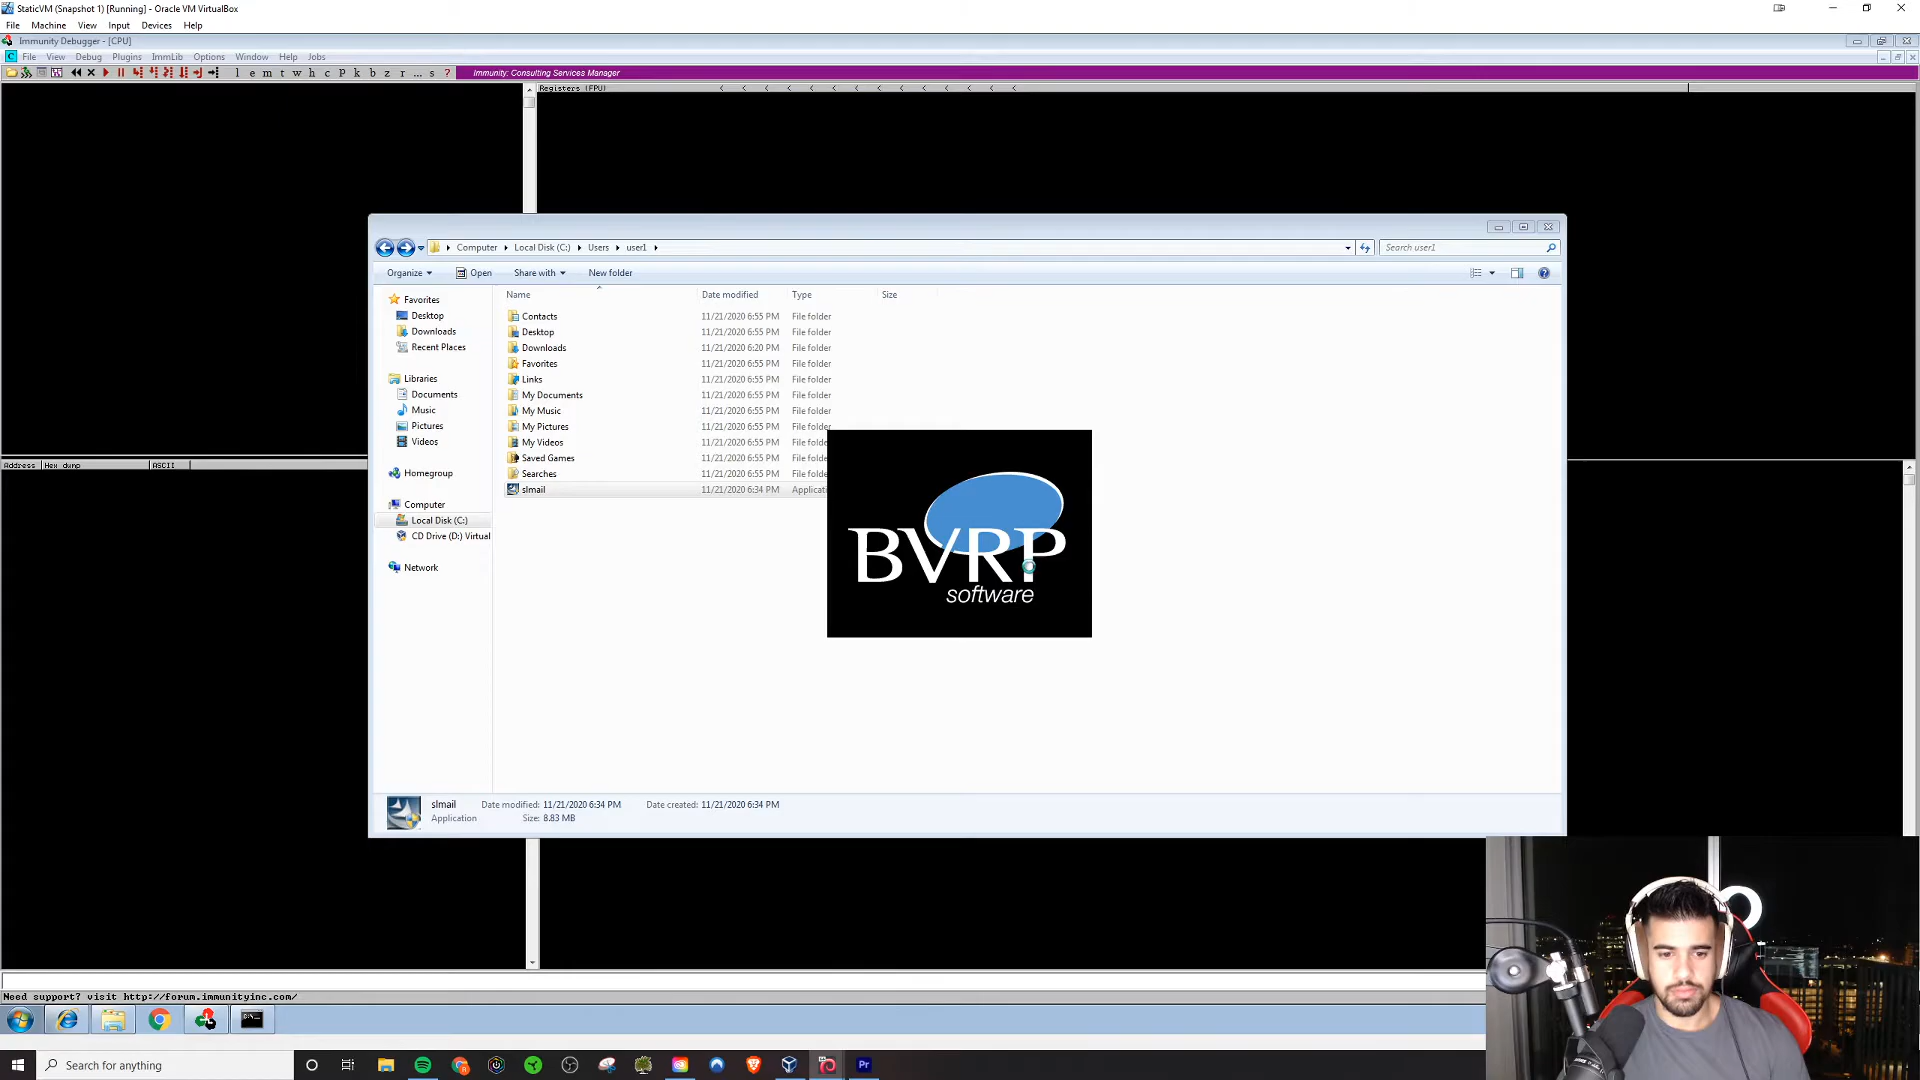 StaticVM (Snapshot 1) [Running] - Oracle VM VirtualBox
File Machine View Input Devices Help
Immunity Debugger - [CPU]
C File View Debug Plugins ImmLib Options Window Help Jobs
l e m t w h c P k b z r ... s ? Immunity: Consulting Services Manager
Registers (FPU) < < < < < < < < < < < < < <
Computer Local Disk (C:) Users user1 Search user1
Organize Open Share with New folder
Name Date modified Type Size
Favorites
Desktop
Downloads
Recent Places
Libraries
Documents
Music
Pictures
Videos
Homegroup
Computer
Local Disk (C:)
CD Drive (D:) Virtual
Network
Contacts 11/21/2020 6:55 PM File folder
Desktop 11/21/2020 6:55 PM File folder
Downloads 11/21/2020 6:20 PM File folder
Favorites 11/21/2020 6:55 PM File folder
Links 11/21/2020 6:55 PM File folder
My Documents 11/21/2020 6:55 PM File folder
My Music 11/21/2020 6:55 PM File folder
My Pictures 11/21/2020 6:55 PM File folder
My Videos 11/21/2020 6:55 PM File folde
Saved Games 11/21/2020 6:55 PM File folde
Searches 11/21/2020 6:55 PM File folde
slmail 11/21/2020 6:34 PM Applicati
BVRP
software
Address Hex dump ASCII
slmail Date modified: 11/21/2020 6:34 PM Date created: 11/21/2020 6:34 PM
Application Size: 8.83 MB
Need support? visit http://forum.immunityinc.com/
Search for anything
Pr